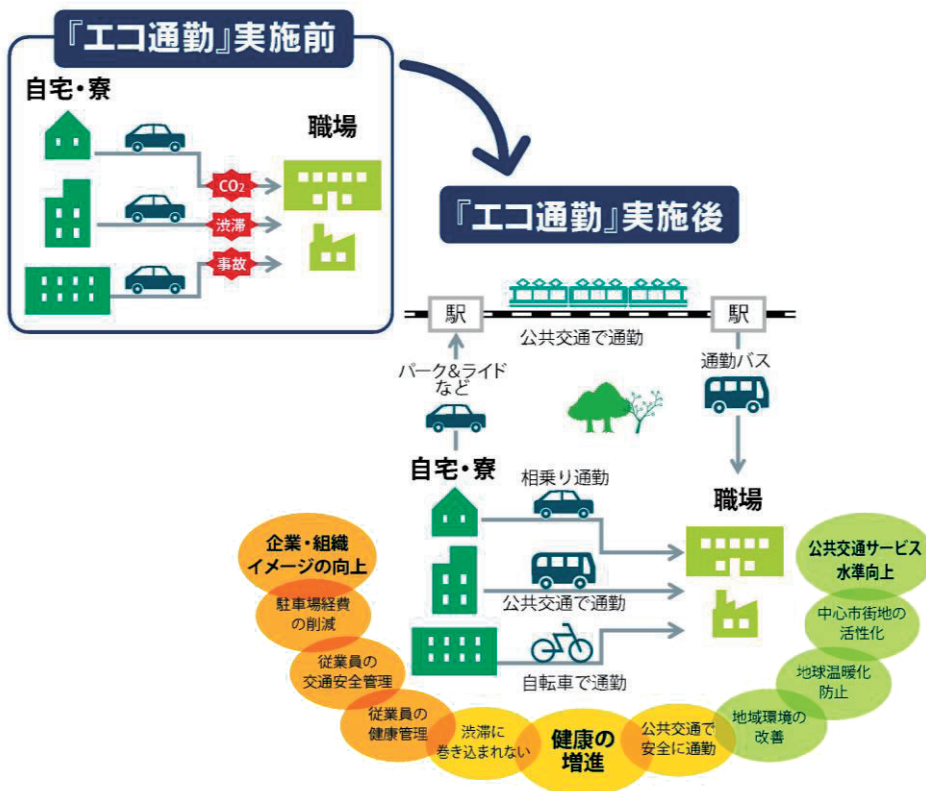 『エコ通勤』実施前
自宅・寮
職場
CO₂
渋滞
事故
『エコ通勤』実施後
駅
駅
公共交通で通勤
パーク&ライド
など
通勤バス
自宅・寮
相乗り通勤
職場
公共交通で通勤
自転車で通勤
企業・組織
イメージの向上
駐車場経費
の削減
従業員の
交通安全管理
従業員の
健康管理
渋滞に
巻き込まれない
健康の
増進
公共交通で
安全に通勤
地域環境の
改善
地球温暖化
防止
中心市街地の
活性化
公共交通サービス
水準向上